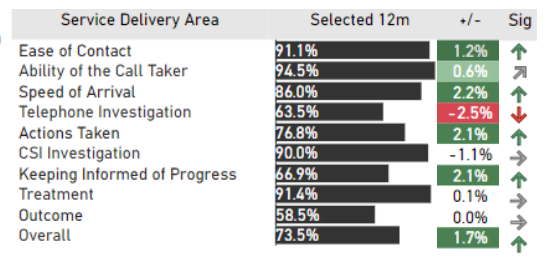 Service Delivery Area Selected 12m +/- Sig
Ease of Contact 91.1% 1.2%
Ability of the Call Taker 94.5% 0.6%
Speed of Arrival 86.0% 2.2%
Telephone Investigation 63.5% -2.5%
Actions Taken 76.8% 2.1%
CSI Investigation 90.0% -1.1%
Keeping Informed of Progress 66.9% 2.1%
Treatment 91.4% 0.1%
Outcome 58.5% 0.0%
Overall 73.5% 1.7%